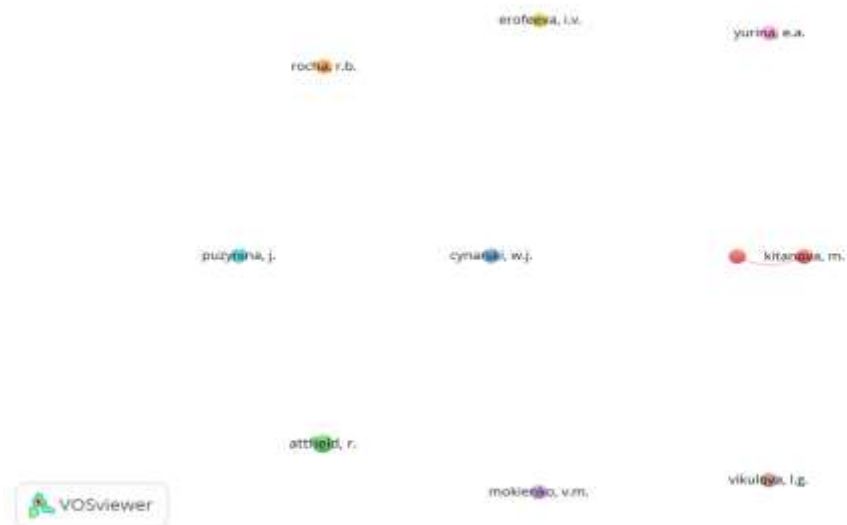 erofeeva, i.v.
yurina, e.a.
rocha, r.b.
puzynina, j.
cynarski, w.j.
kitanova, m.
attfield, r.
vikulova, l.g.
mokienko, v.m.
VOSviewer